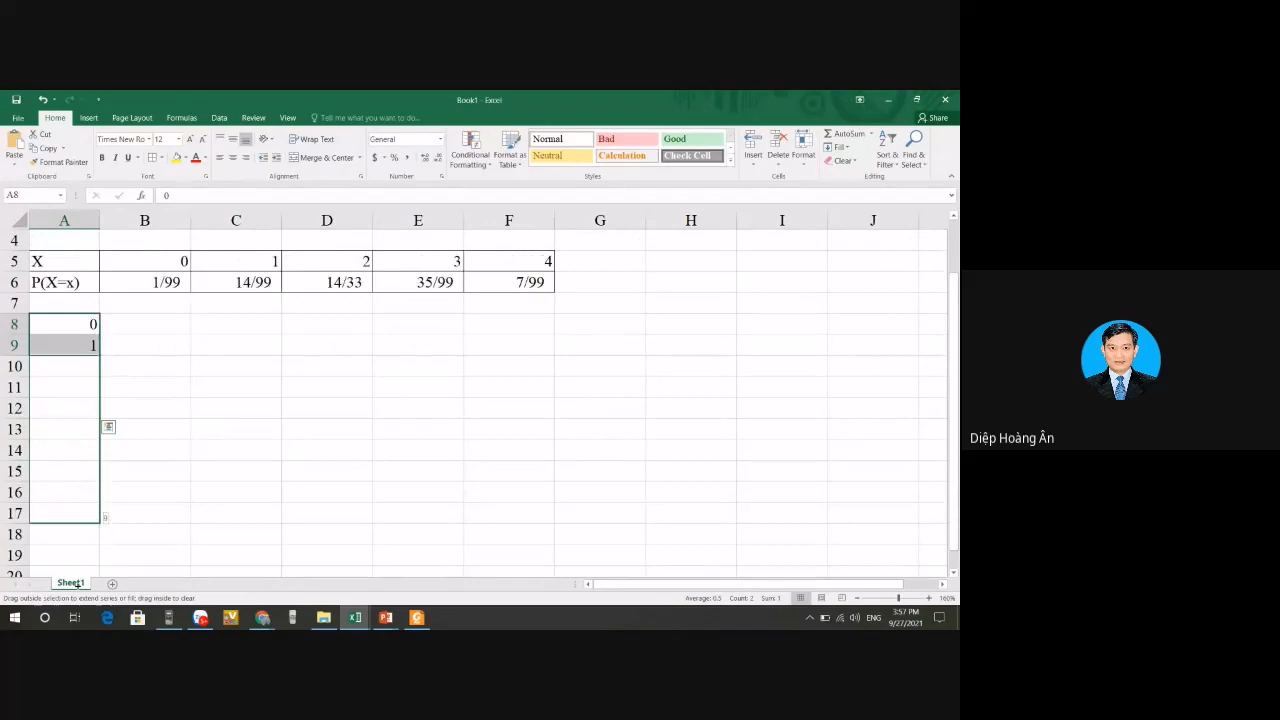 Book1 - Excel
File Home Insert Page Layout Formulas Data Review View Tell me what you want to do... Share
Paste Cut Copy Format Painter Clipboard
Times New Ro 12 B I U Font
Wrap Text Merge & Center Alignment
General $ % , Number
Conditional Formatting Format as Table
Normal Bad Good
Neutral Calculation Check Cell
Styles
Insert Delete Format Cells
AutoSum Fill Clear Sort & Filter Find & Select Editing
A8 fx 0
A B C D E F G H I J
4
5 X 0 1 2 3 4
6 P(X=x) 1/99 14/99 14/33 35/99 7/99
7
8 0
9 1
10
11
12
13
14
15
16
17 9
18
19
20
Sheet1
Drag outside selection to extend series or fill; drag inside to clear Average: 0.5 Count: 2 Sum: 1 160%
ENG 3:57 PM
9/27/2021
Diệp Hoàng Ân